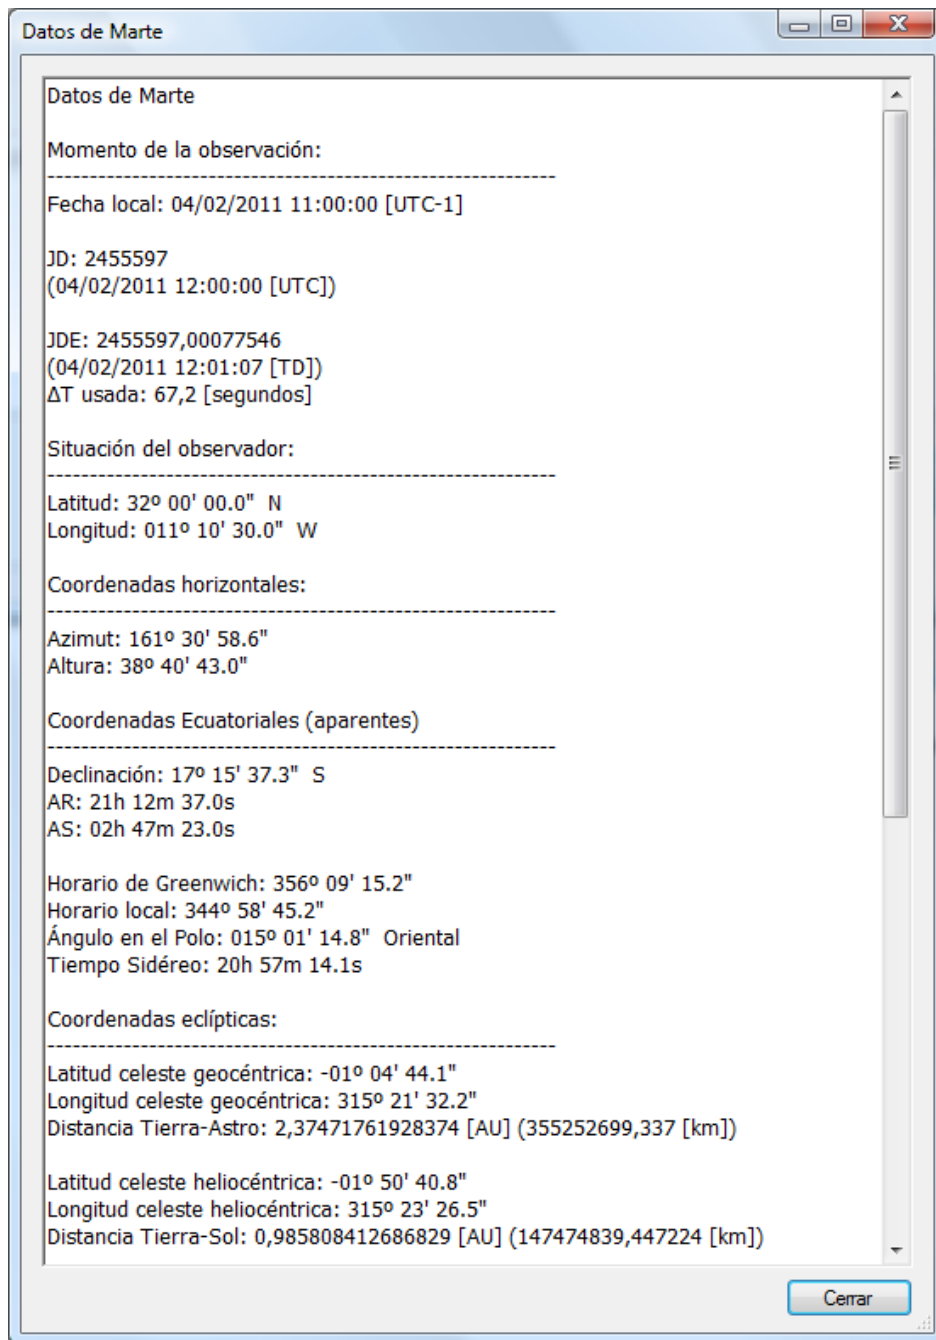 Datos de Marte
Datos de Marte
Momento de la observación:
------------------------------------------------------------
Fecha local: 04/02/2011 11:00:00 [UTC-1]
JD: 2455597
(04/02/2011 12:00:00 [UTC])
JDE: 2455597,00077546
(04/02/2011 12:01:07 [TD])
ΔT usada: 67,2 [segundos]
Situación del observador:
------------------------------------------------------------
Latitud: 32º 00' 00.0"  N
Longitud: 011º 10' 30.0"  W
Coordenadas horizontales:
------------------------------------------------------------
Azimut: 161º 30' 58.6"
Altura: 38º 40' 43.0"
Coordenadas Ecuatoriales (aparentes)
------------------------------------------------------------
Declinación: 17º 15' 37.3"  S
AR: 21h 12m 37.0s
AS: 02h 47m 23.0s
Horario de Greenwich: 356º 09' 15.2"
Horario local: 344º 58' 45.2"
Ángulo en el Polo: 015º 01' 14.8"  Oriental
Tiempo Sidéreo: 20h 57m 14.1s
Coordenadas eclípticas:
------------------------------------------------------------
Latitud celeste geocéntrica: -01º 04' 44.1"
Longitud celeste geocéntrica: 315º 21' 32.2"
Distancia Tierra-Astro: 2,37471761928374 [AU] (355252699,337 [km])
Latitud celeste heliocéntrica: -01º 50' 40.8"
Longitud celeste heliocéntrica: 315º 23' 26.5"
Distancia Tierra-Sol: 0,985808412686829 [AU] (147474839,447224 [km])
Cerrar